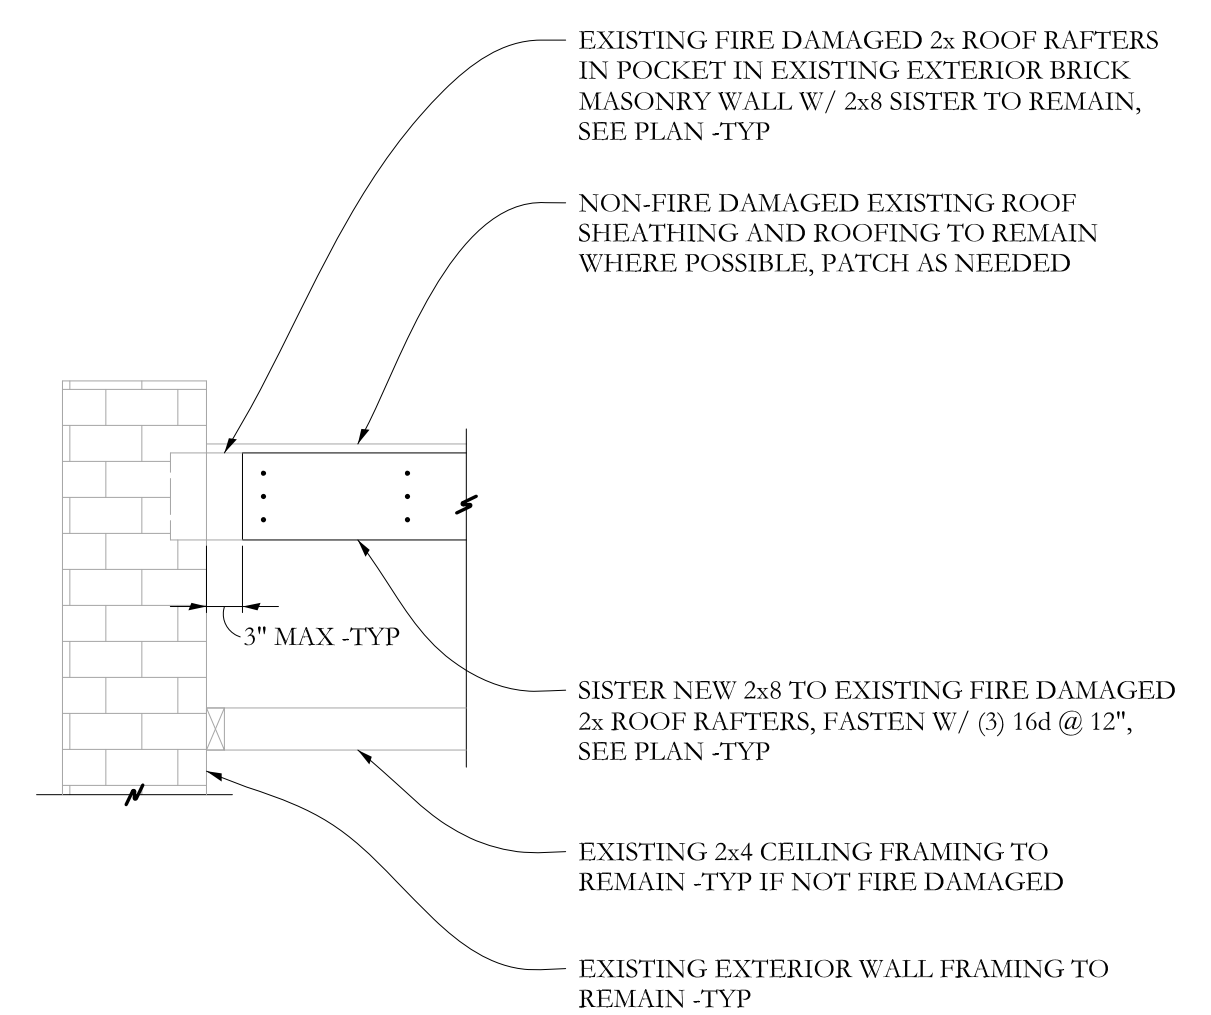 EXISTING FIRE DAMAGED 2x ROOF RAFTERS
IN POCKET IN EXISTING EXTERIOR BRICK
MASONRY WALL W/ 2x8 SISTER TO REMAIN,
SEE PLAN -TYP
NON-FIRE DAMAGED EXISTING ROOF
SHEATHING AND ROOFING TO REMAIN
WHERE POSSIBLE, PATCH AS NEEDED
3" MAX -TYP
SISTER NEW 2x8 TO EXISTING FIRE DAMAGED
2x ROOF RAFTERS, FASTEN W/ (3) 16d @ 12",
SEE PLAN -TYP
EXISTING 2x4 CEILING FRAMING TO
REMAIN -TYP IF NOT FIRE DAMAGED
EXISTING EXTERIOR WALL FRAMING TO
REMAIN -TYP